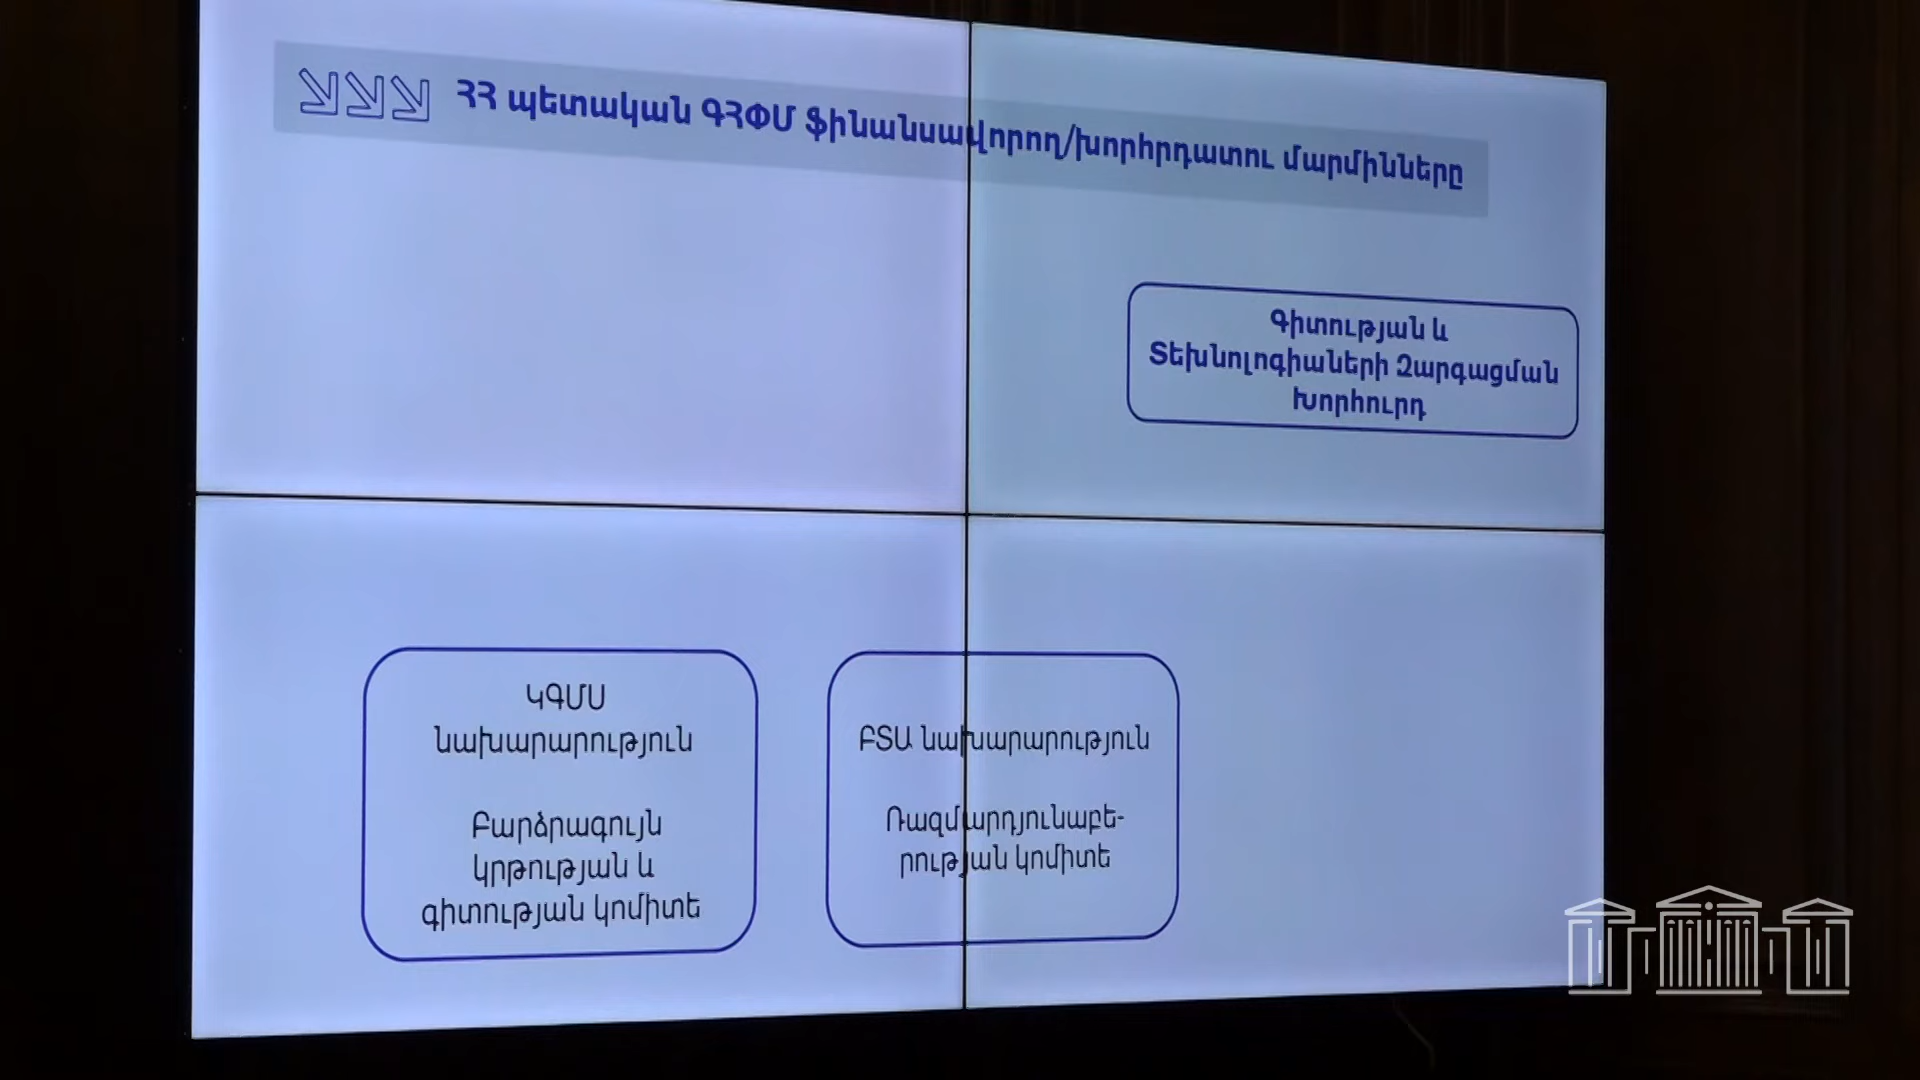 ՀՀ պետական ԳՀՓՄ ֆինանսավորող/խորհրդատու մարմինները
Գիտության և
Տեխնոլոգիաների Զարգացման
Խորհուրդ
ԿԳՄՍ
նախարարություն
Բարձրագույն
կրթության և
գիտության կոմիտե
ԲՏԱ նախարարություն
Ռազմարդյունաբե-
րության կոմիտե